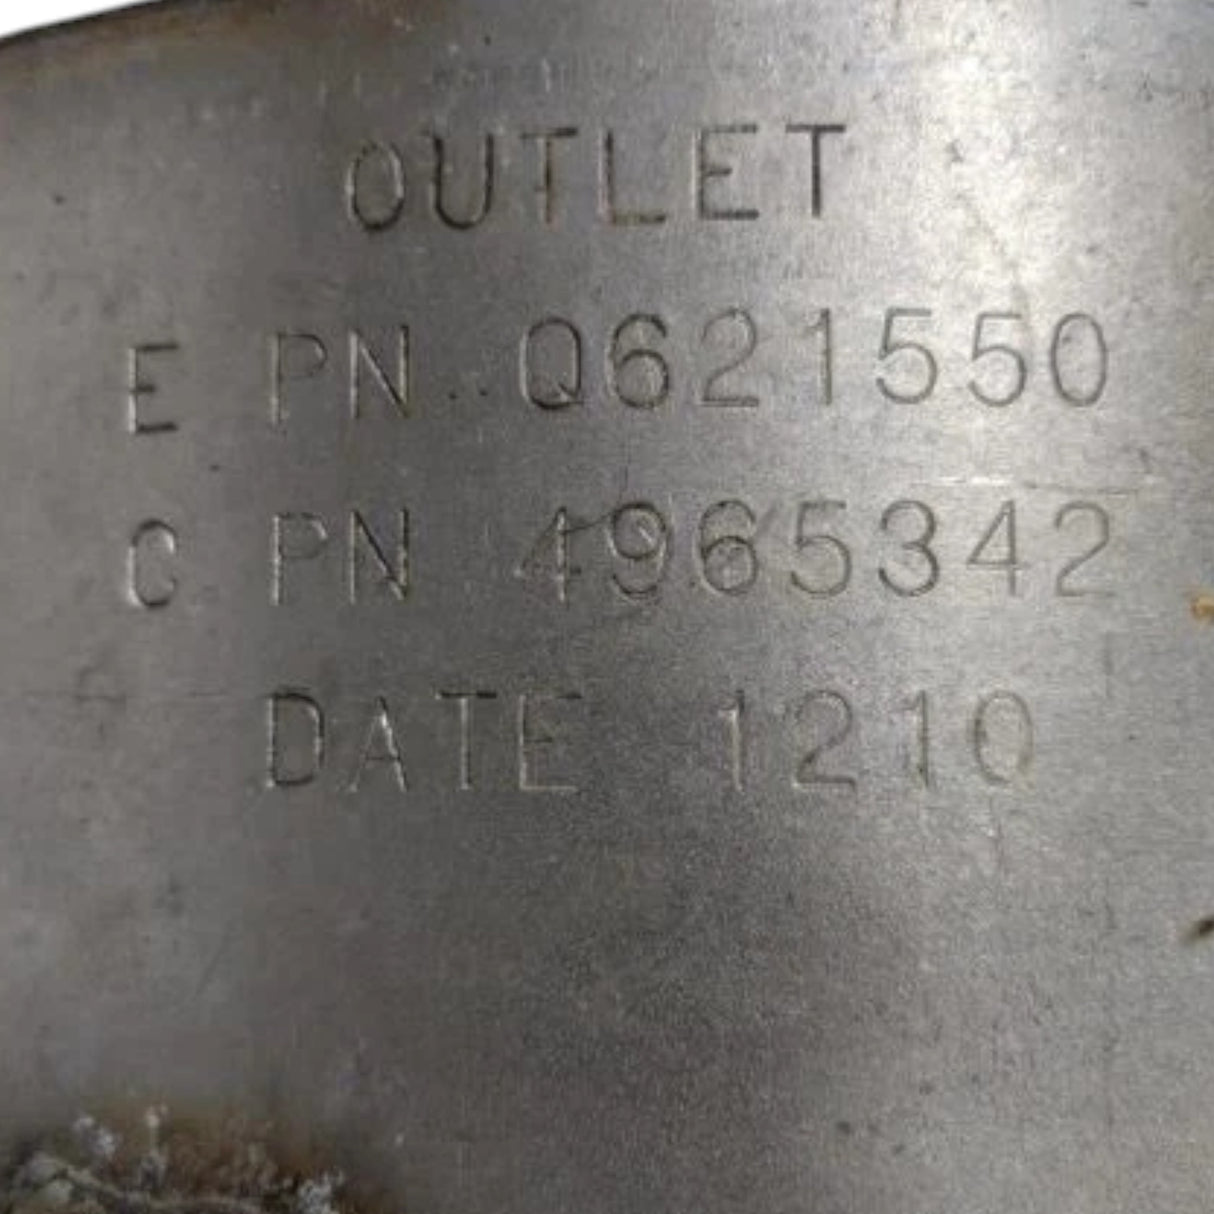 OUTLET
E PN Q621550
C PN 4965342
DATE 1210